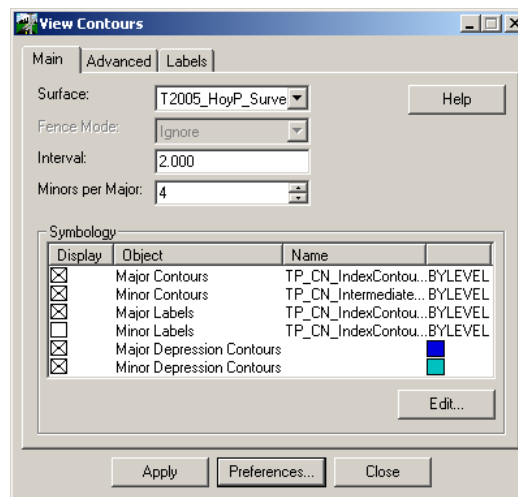 View Contours
Main Advanced Labels
Surface: T2005_HoyP_Surve Help
Fence Mode: Ignore
Interval: 2.000
Minors per Major: 4
Symbology
Display Object Name
Major Contours TP_CN_IndexContou...BYLEVEL
Minor Contours TP_CN_Intermediate...BYLEVEL
Major Labels TP_CN_IndexContou...BYLEVEL
Minor Labels TP_CN_IndexContou...BYLEVEL
Major Depression Contours
Minor Depression Contours
Edit...
Apply Preferences... Close